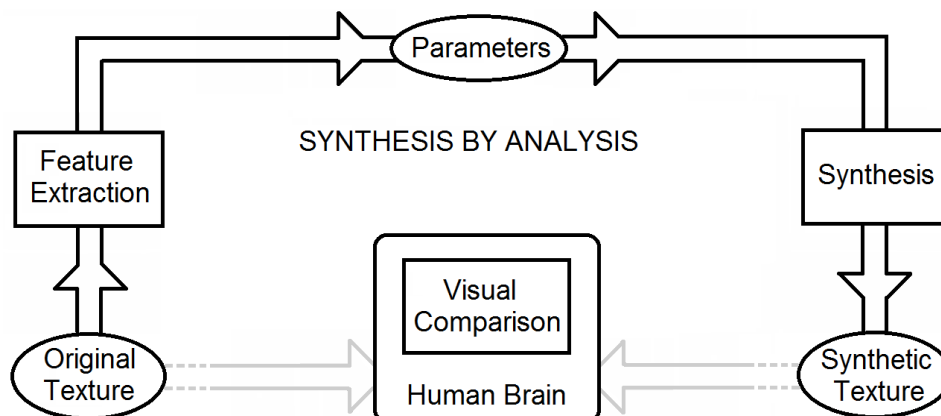 Parameters
SYNTHESIS BY ANALYSIS
Feature
Extraction
Synthesis
Visual
Comparison
Human Brain
Original
Texture
Synthetic
Texture